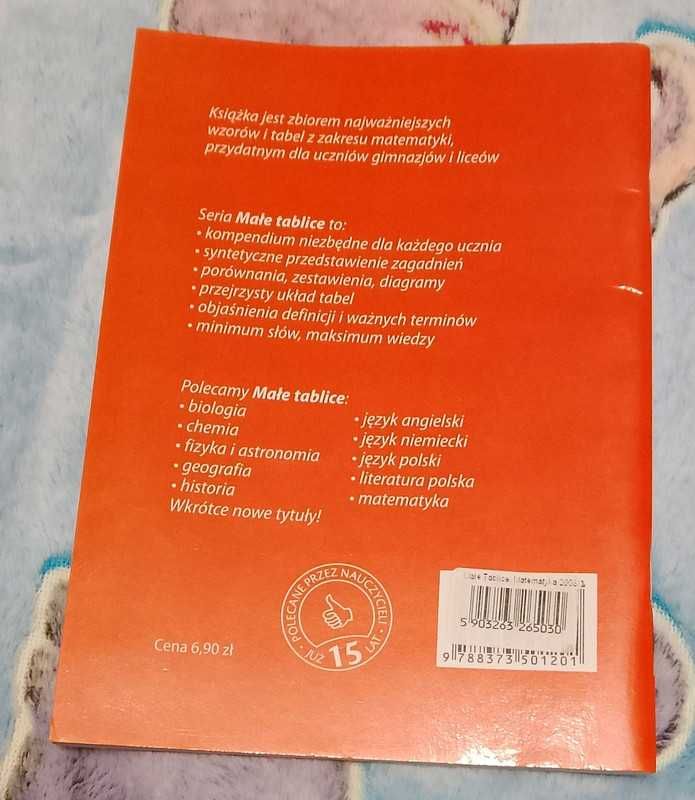 Książka jest zbiorem najważniejszych
wzorów i tabel z zakresu matematyki,
przydatnym dla uczniów gimnazjów i liceów
Seria Małe tablice to:
• kompendium niezbędne dla każdego ucznia
• syntetyczne przedstawienie zagadnień
• porównania, zestawienia, diagramy
• przejrzysty układ tabel
• objaśnienia definicji i ważnych terminów
• minimum słów, maksimum wiedzy
Polecamy Małe tablice:
• biologia
• chemia
• fizyka i astronomia
• geografia
• historia
• język angielski
• język niemiecki
• język polski
• literatura polska
• matematyka
Wkrótce nowe tytuły!
Cena 6,90 zł
• POLECANE PRZEZ NAUCZYCIELI •
JUŻ 15 LAT
Małe Tablice. Matematyka
5 903263 265030
9 788373 501201